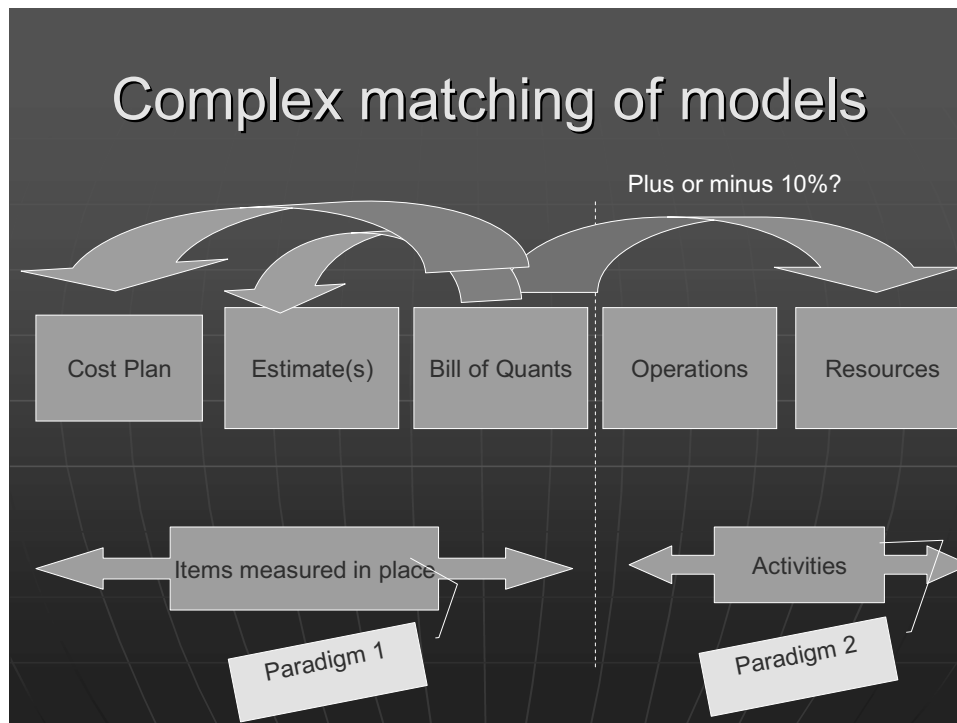 Complex matching of models
Plus or minus 10%?
Cost Plan
Estimate(s)
Bill of Quants
Operations
Resources
Items measured in place
Activities
Paradigm 1
Paradigm 2